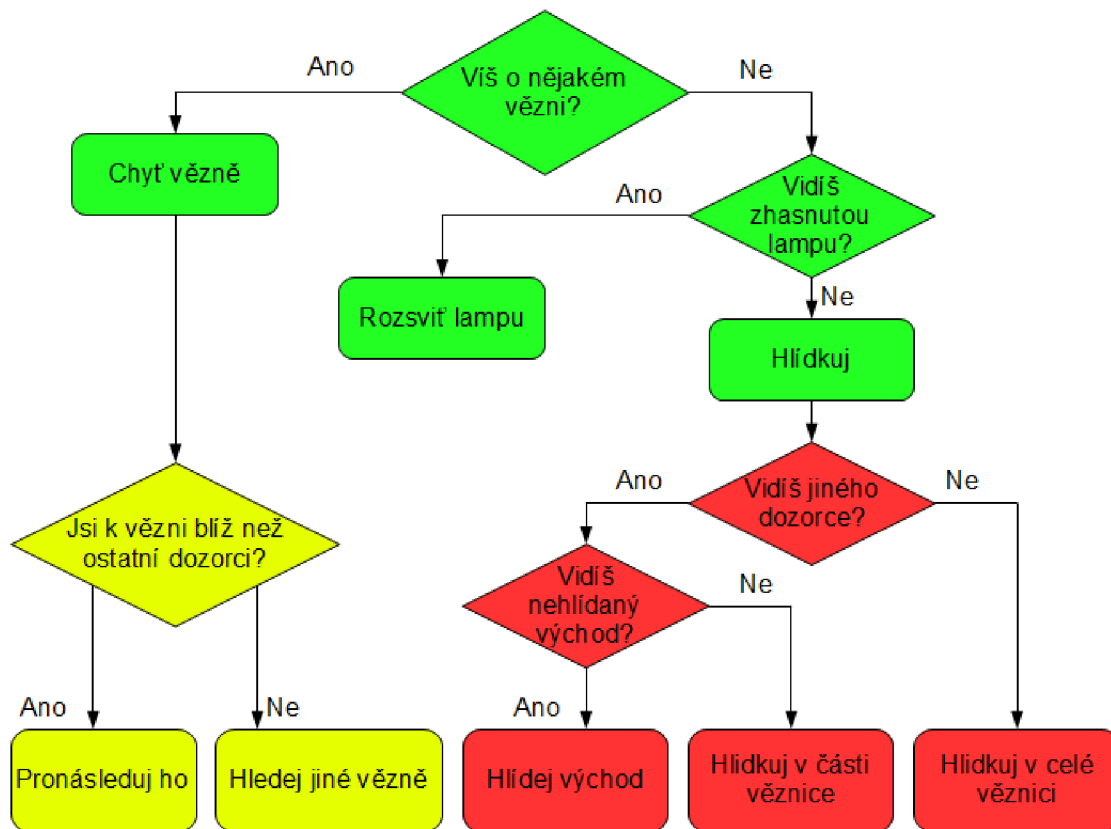 Ano
Víš o nějakém
vězni?
Ne
Chyť vězně
Ano
Vidíš
zhasnutou
lampu?
Rozsviť lampu
Ne
Hlídkuj
Ano
Vidíš jiného
dozorce?
Ne
Jsi k vězni blíž než
ostatní dozorci?
Vidíš
nehlídaný
východ?
Ne
Ano
Ne
Ano
Pronásleduj ho
Hledej jiné vězně
Hlídej východ
Hlidkuj v části
věznice
Hlidkuj v celé
věznici